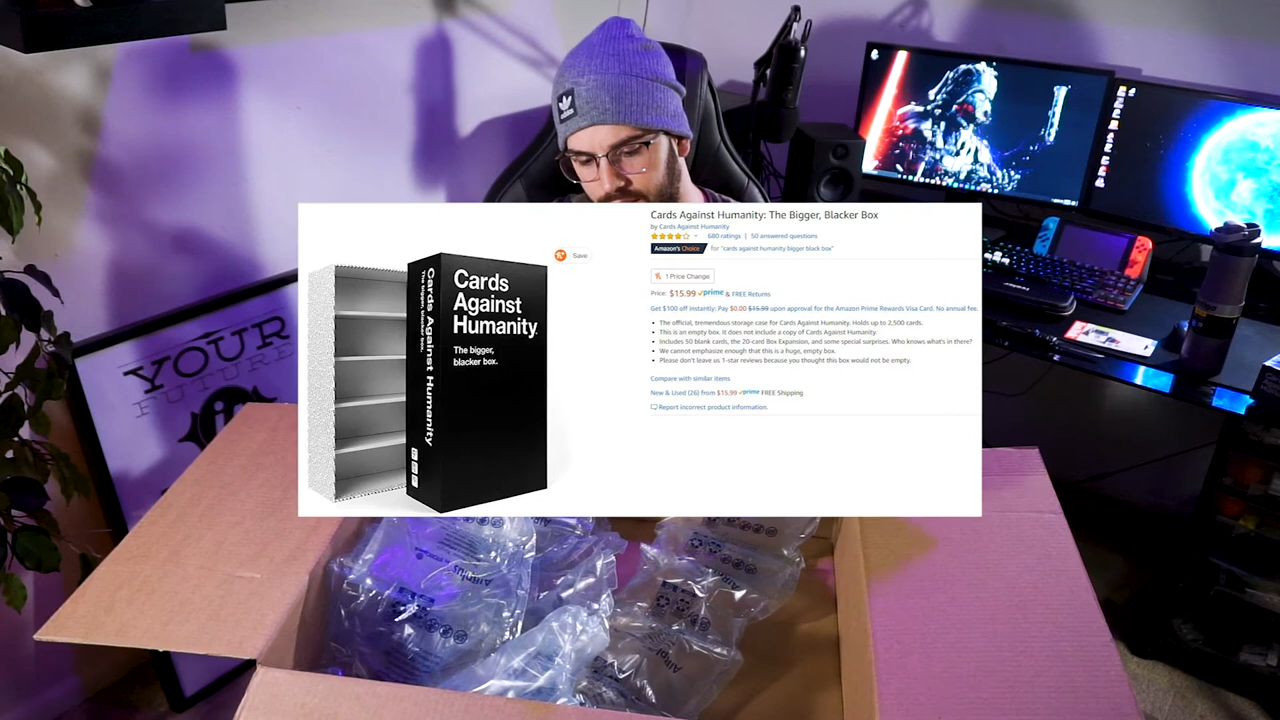 Cards Against Humanity: The Bigger, Blacker Box
by Cards Against Humanity
680 ratings | 50 answered questions
Amazon's Choice for "cards against humanity bigger black box"
Save
1 Price Change
Price: $15.99 prime & FREE Returns
Get $100 off instantly: Pay $0.00 $15.99 upon approval for the Amazon Prime Rewards Visa Card. No annual fee.
The official, tremendous storage case for Cards Against Humanity. Holds up to 2,500 cards.
This is an empty box. It does not include a copy of Cards Against Humanity.
Includes 50 blank cards, the 20-card Box Expansion, and some special surprises. Who knows what's in there?
We cannot emphasize enough that this is a huge, empty box.
Please don't leave us 1-star reviews because you thought this box would not be empty.
Compare with similar items
New & Used (26) from $15.99 prime FREE Shipping
Report incorrect product information.
Cards
Against
Humanity.
The bigger,
blacker box.
Cards Against Humanity
The bigger, blacker box.
YOUR
FUTURE
AiRplus
AiRplus
AiRplus